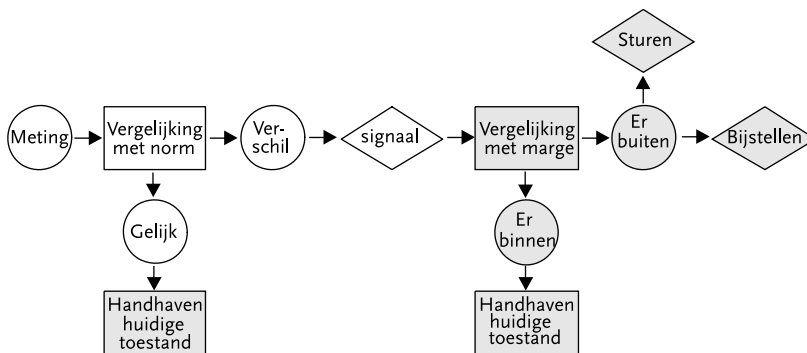 Sturen
Meting
Vergelijking
met norm
Ver-
schil
signaal
Vergelijking
met marge
Er
buiten
Bijstellen
Gelijk
Er
binnen
Handhaven
huidige
toestand
Handhaven
huidige
toestand